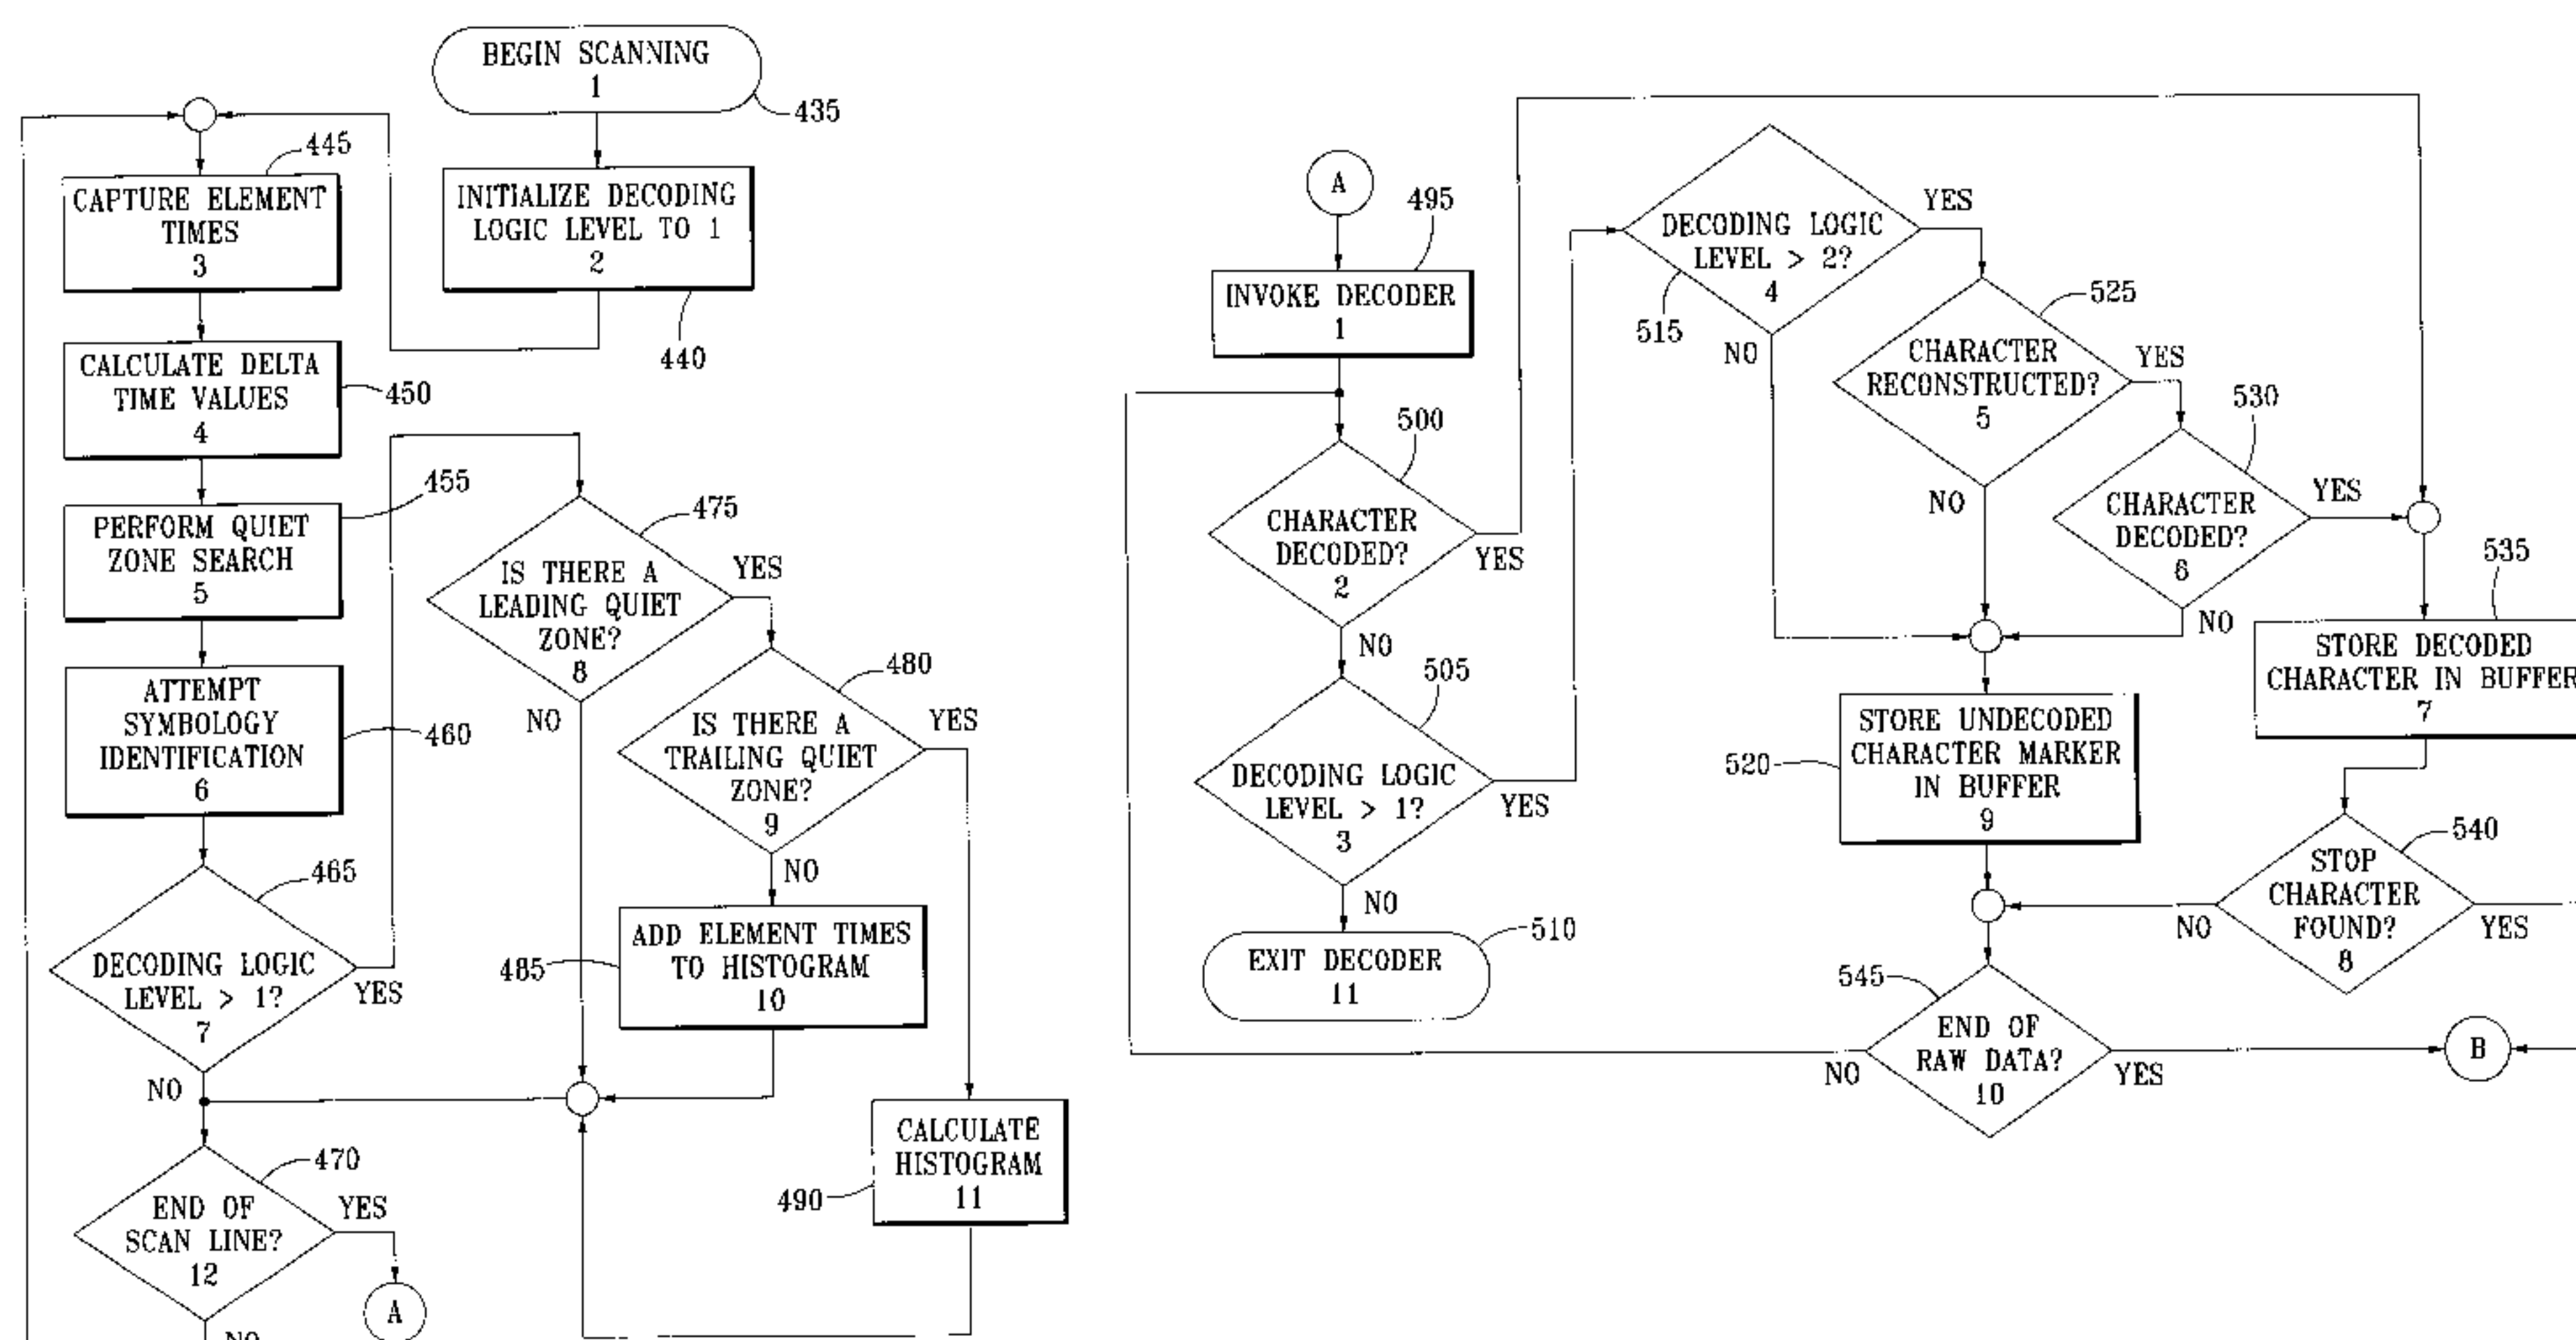 BEGIN SCANNING
1
435
INITIALIZE DECODING
LOGIC LEVEL TO 1
2
440
445
CAPTURE ELEMENT
TIMES
3
CALCULATE DELTA
TIME VALUES
4
450
455
PERFORM QUIET
ZONE SEARCH
5
ATTEMPT
SYMBOLOGY
IDENTIFICATION
6
460
465
DECODING LOGIC
LEVEL > 1?
7
YES
NO
475
IS THERE A
LEADING QUIET
ZONE?
8
YES
NO
480
IS THERE A
TRAILING QUIET
ZONE?
9
YES
NO
ADD ELEMENT TIMES
TO HISTOGRAM
10
485
CALCULATE
HISTOGRAM
11
490
470
END OF
SCAN LINE?
12
YES
A
NO
A
495
INVOKE DECODER
1
500
CHARACTER
DECODED?
2
YES
NO
505
DECODING LOGIC
LEVEL > 1?
3
YES
NO
510
EXIT DECODER
11
DECODING LOGIC
LEVEL > 2?
4
515
YES
NO
525
CHARACTER
RECONSTRUCTED?
5
YES
NO
530
CHARACTER
DECODED?
6
YES
NO
535
STORE DECODED
CHARACTER IN BUFFER
7
STORE UNDECODED
CHARACTER MARKER
IN BUFFER
9
520
540
STOP
CHARACTER
FOUND?
8
NO
YES
545
END OF
RAW DATA?
10
NO
YES
B